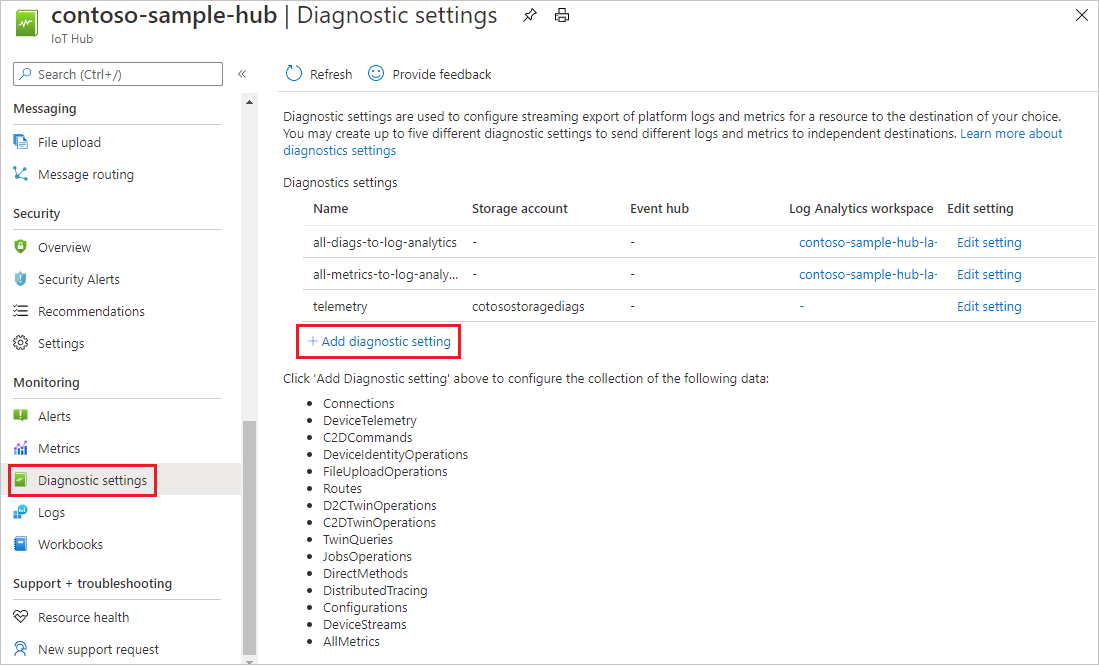 contoso-sample-hub | Diagnostic settings
IoT Hub
Search (Ctrl+/)
«
Messaging
File upload
Message routing
Security
Overview
Security Alerts
Recommendations
Settings
Monitoring
Alerts
Metrics
Diagnostic settings
Logs
Workbooks
Support + troubleshooting
Resource health
New support request
Refresh Provide feedback
Diagnostic settings are used to configure streaming export of platform logs and metrics for a resource to the destination of your choice.
You may create up to five different diagnostic settings to send different logs and metrics to independent destinations. Learn more about
diagnostics settings
Diagnostics settings
Name Storage account Event hub Log Analytics workspace Edit setting
all-diags-to-log-analytics - - contoso-sample-hub-la- Edit setting
all-metrics-to-log-analy... - - contoso-sample-hub-la- Edit setting
telemetry cotosostoragediags - - Edit setting
+ Add diagnostic setting
Click 'Add Diagnostic setting' above to configure the collection of the following data:
• Connections
• DeviceTelemetry
• C2DCommands
• DeviceIdentityOperations
• FileUploadOperations
• Routes
• D2CTwinOperations
• C2DTwinOperations
• TwinQueries
• JobsOperations
• DirectMethods
• DistributedTracing
• Configurations
• DeviceStreams
• AllMetrics